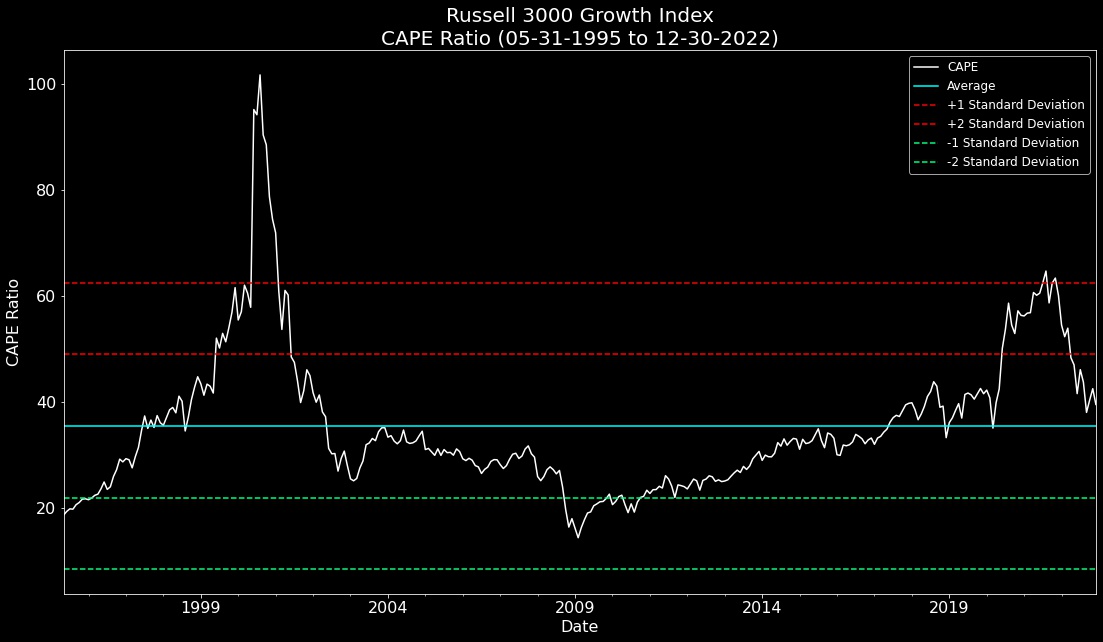 Russell 3000 Growth Index
CAPE Ratio (05-31-1995 to 12-30-2022)
CAPE
Average
+1 Standard Deviation
+2 Standard Deviation
-1 Standard Deviation
-2 Standard Deviation
CAPE Ratio
100
80
60
40
20
1999
2004
2009
2014
2019
Date